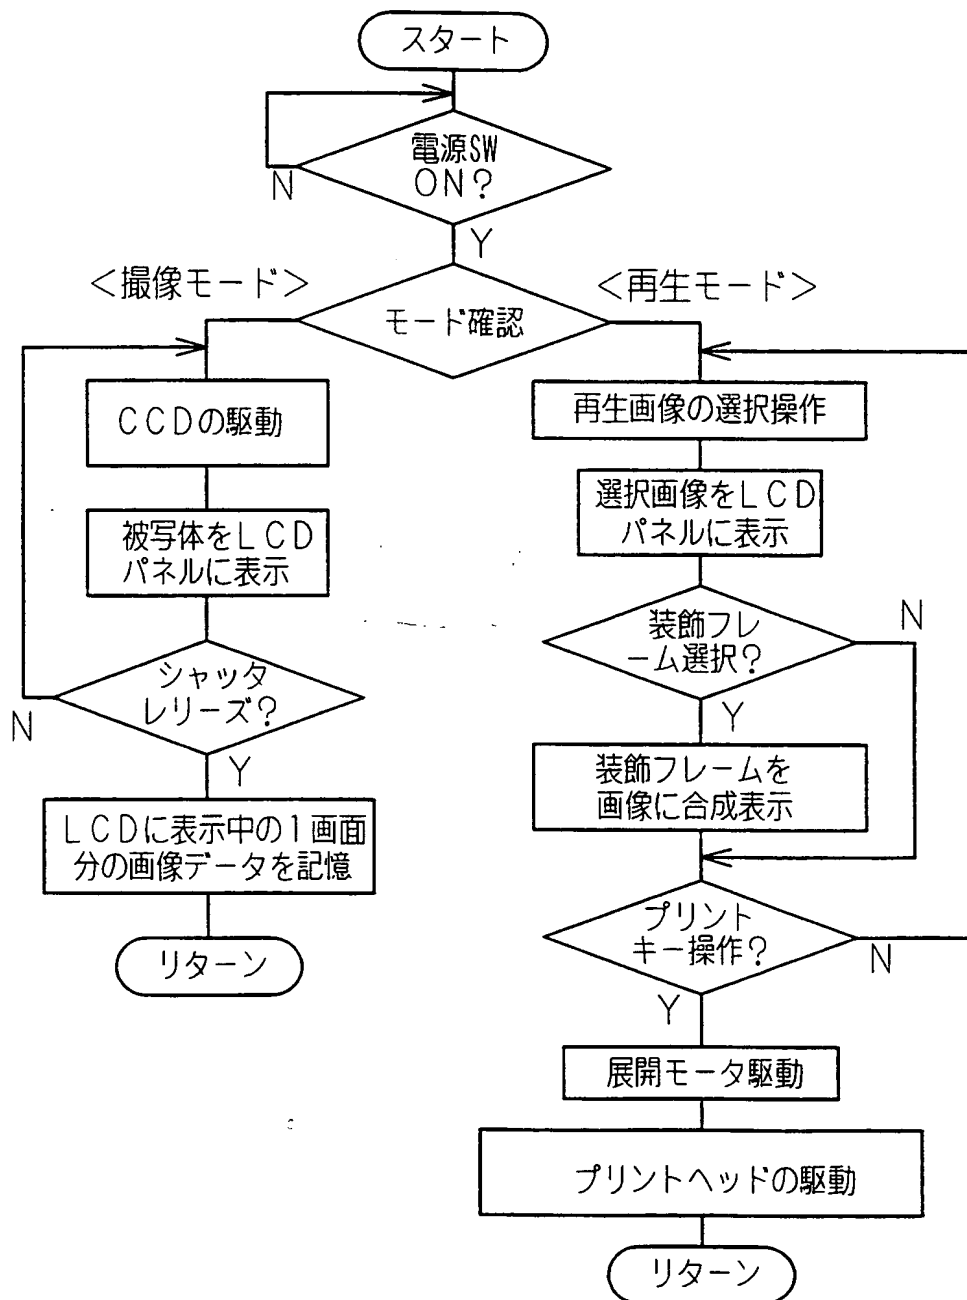 スタート
電源SW
ON?
N
Y
<撮像モード>
<再生モード>
モード確認
CCDの駆動
被写体をLCD
パネルに表示
シャッタ
レリーズ?
N
Y
LCDに表示中の1画面
分の画像データを記憶
リターン
再生画像の選択操作
選択画像をLCD
パネルに表示
装飾フレ
ーム選択?
N
Y
装飾フレームを
画像に合成表示
プリント
キー操作?
N
Y
展開モータ駆動
プリントヘッドの駆動
リターン